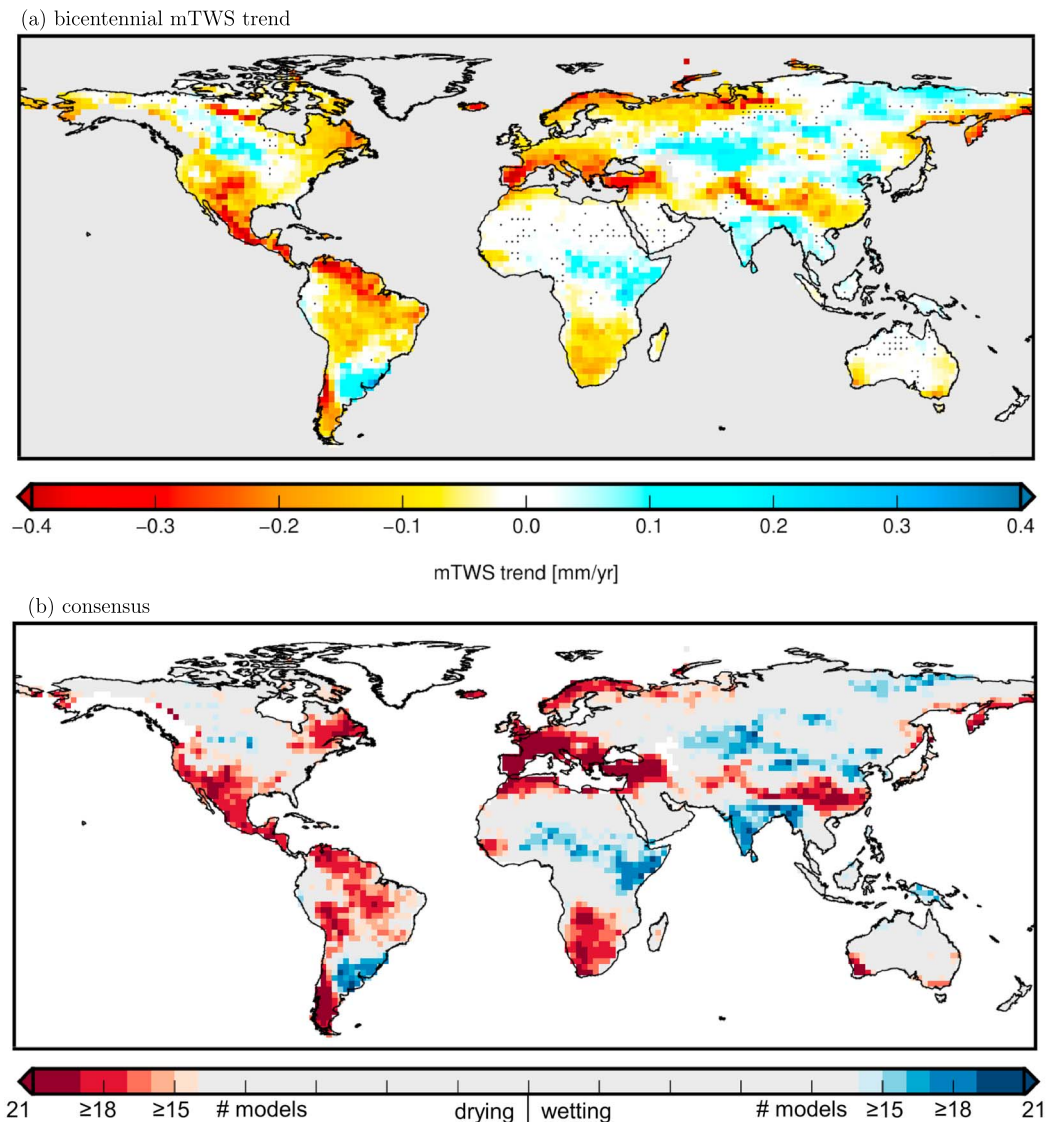 (a) bicentennial mTWS trend
−0.4 −0.3 −0.2 −0.1 0.0 0.1 0.2 0.3 0.4
mTWS trend [mm/yr]
(b) consensus
21 ≥18 ≥15 # models drying | wetting # models ≥15 ≥18 21